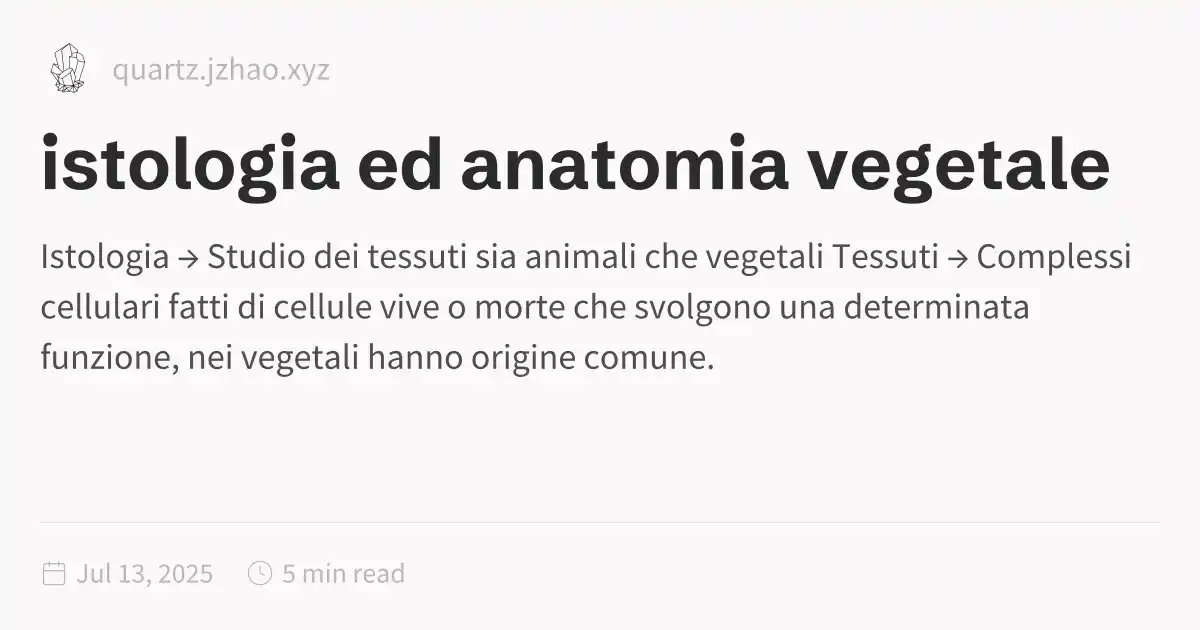 quartz.jzhao.xyz
istologia ed anatomia vegetale
Istologia → Studio dei tessuti sia animali che vegetali Tessuti → Complessi
cellulari fatti di cellule vive o morte che svolgono una determinata
funzione, nei vegetali hanno origine comune.
Jul 13, 2025 5 min read